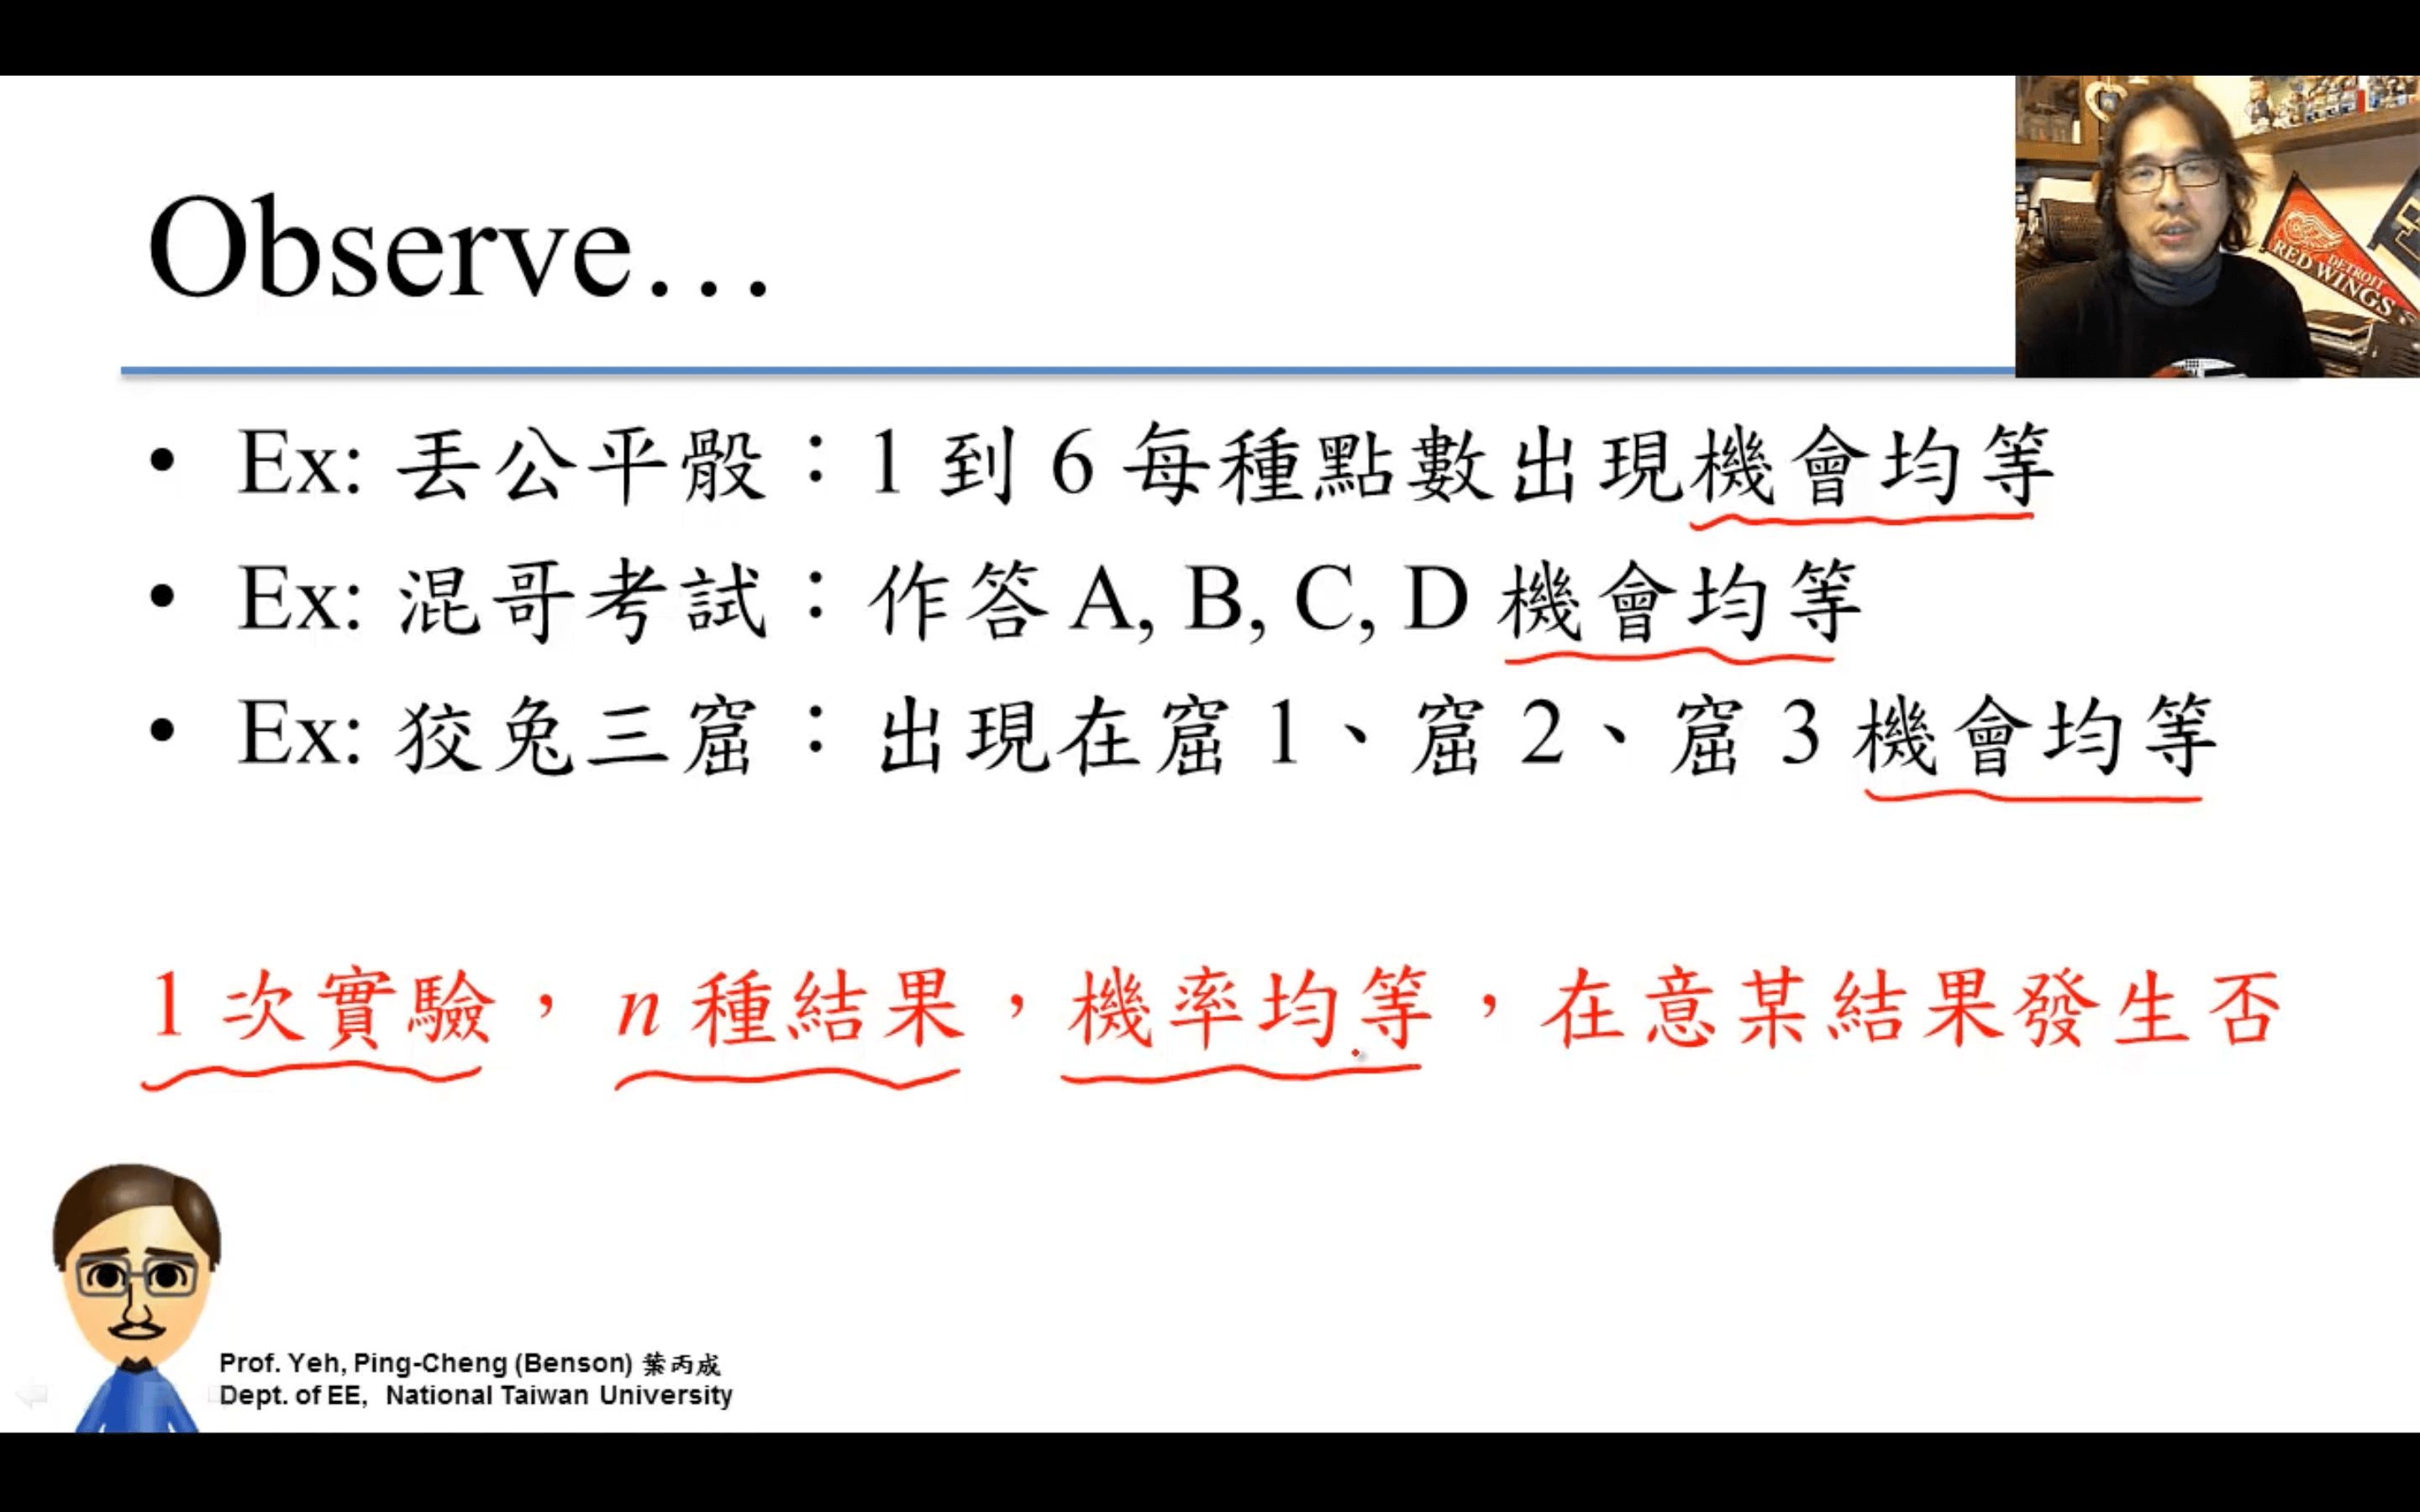 Observe…
DETROIT
RED WINGS
• Ex: 丟公平骰：1 到 6 每種點數出現機會均等
• Ex: 混哥考試：作答 A, B, C, D 機會均等
• Ex: 狡兔三窟：出現在窟 1、窟 2、窟 3 機會均等
1 次實驗，n 種結果，機率均等，在意某結果發生否
Prof. Yeh, Ping-Cheng (Benson) 葉丙成
Dept. of EE, National Taiwan University